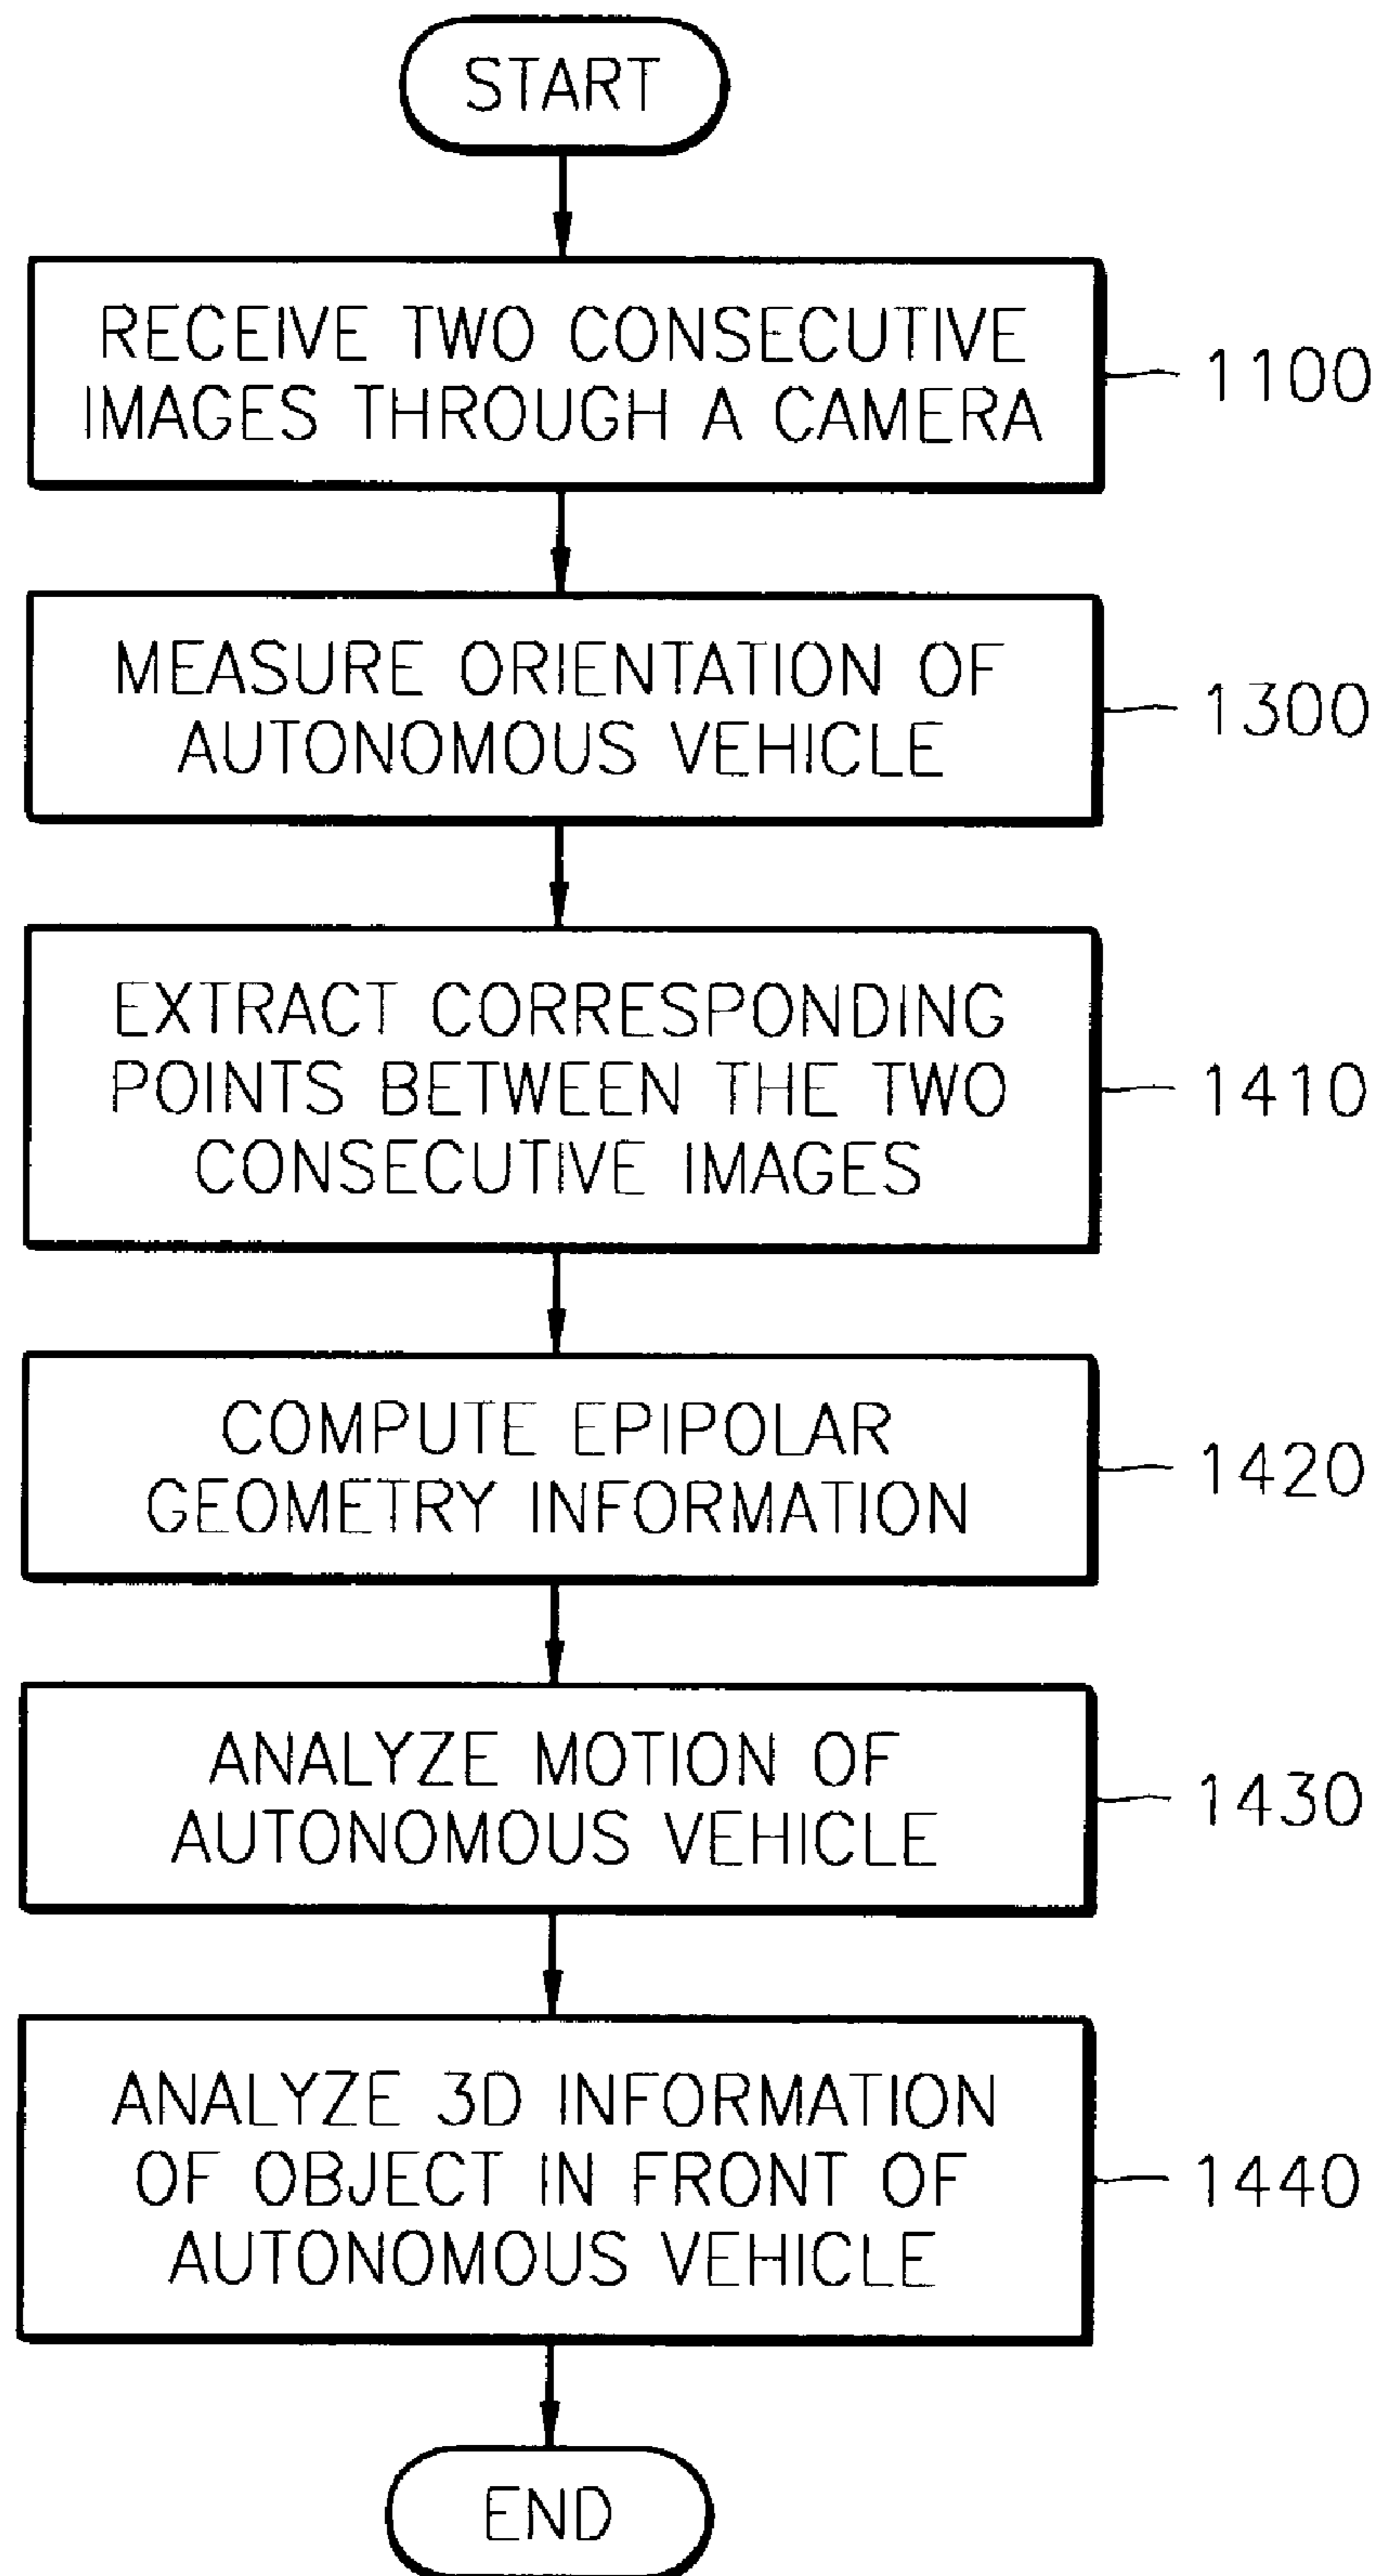 START
RECEIVE TWO CONSECUTIVE
IMAGES THROUGH A CAMERA
1100
MEASURE ORIENTATION OF
AUTONOMOUS VEHICLE
1300
EXTRACT CORRESPONDING
POINTS BETWEEN THE TWO
CONSECUTIVE IMAGES
1410
COMPUTE EPIPOLAR
GEOMETRY INFORMATION
1420
ANALYZE MOTION OF
AUTONOMOUS VEHICLE
1430
ANALYZE 3D INFORMATION
OF OBJECT IN FRONT OF
AUTONOMOUS VEHICLE
1440
END